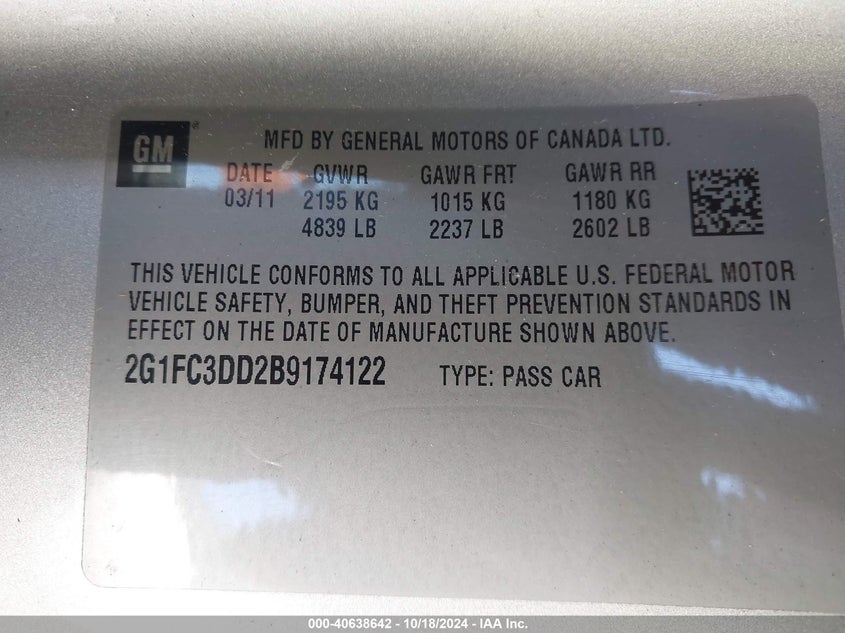 GM ®
MFD BY GENERAL MOTORS OF CANADA LTD.
DATE GVWR GAWR FRT GAWR RR
03/11 2195 KG 1015 KG 1180 KG
4839 LB 2237 LB 2602 LB
THIS VEHICLE CONFORMS TO ALL APPLICABLE U.S. FEDERAL MOTOR
VEHICLE SAFETY, BUMPER, AND THEFT PREVENTION STANDARDS IN
EFFECT ON THE DATE OF MANUFACTURE SHOWN ABOVE.
2G1FC3DD2B9174122 TYPE: PASS CAR
000-40638642 / 10/18/2024 - IAA Inc.